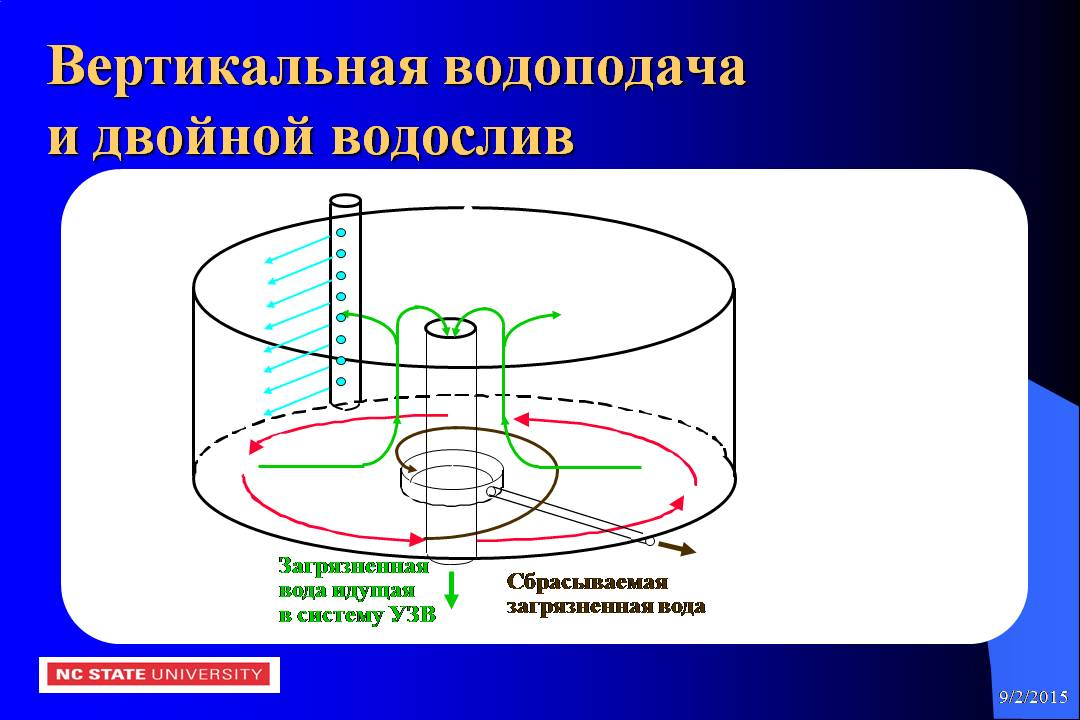 Вертикальная водоподача
и двойной водослив
Загрязненная
вода идущая
в систему УЗВ
Сбрасываемая
загрязненная вода
NC STATE UNIVERSITY
9/2/2015